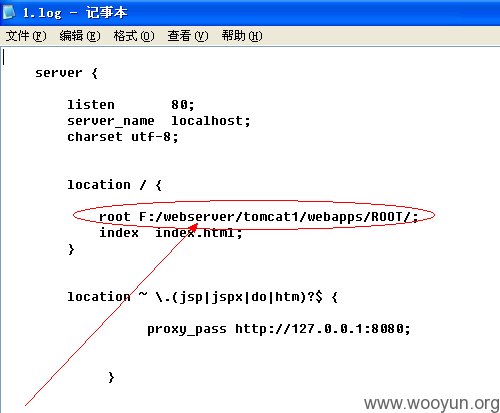 1.log - 记事本
文件(F) 编辑(E) 格式(O) 查看(V) 帮助(H)
server {
listen 80;
server_name localhost;
charset utf-8;
location / {
root F:/webserver/tomcat1/webapps/ROOT/;
index index.html;
}
location ~ \.(jsp|jspx|do|htm)?$ {
proxy_pass http://127.0.0.1:8080;
}
www.wooyun.org